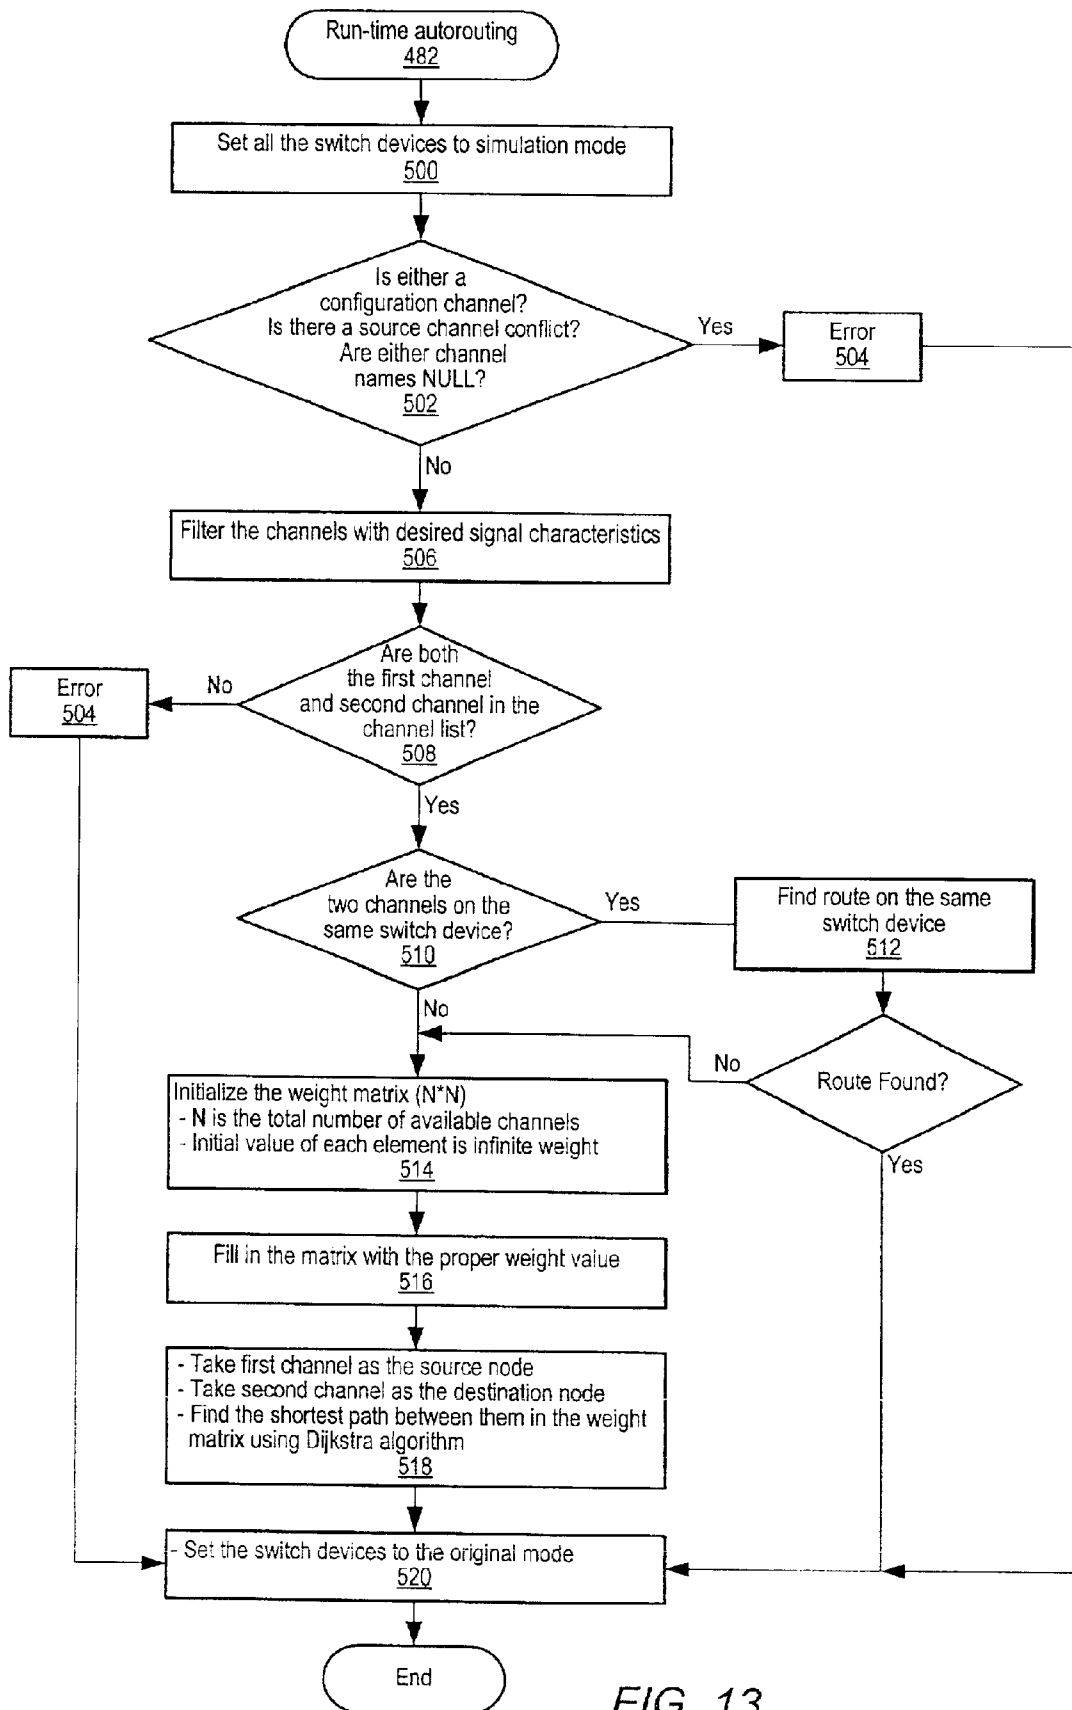 Run-time autorouting
482
Set all the switch devices to simulation mode
500
Is either a
configuration channel?
Is there a source channel conflict?
Are either channel
names NULL?
502
Yes
Error
504
No
Filter the channels with desired signal characteristics
506
Are both
the first channel
and second channel in the
channel list?
508
No
Error
504
Yes
Are the
two channels on the
same switch device?
510
Yes
Find route on the same
switch device
512
No
Route Found?
No
Yes
Initialize the weight matrix (N*N)
- N is the total number of available channels
- Initial value of each element is infinite weight
514
Fill in the matrix with the proper weight value
516
- Take first channel as the source node
- Take second channel as the destination node
- Find the shortest path between them in the weight
matrix using Dijkstra algorithm
518
- Set the switch devices to the original mode
520
End
FIG. 13